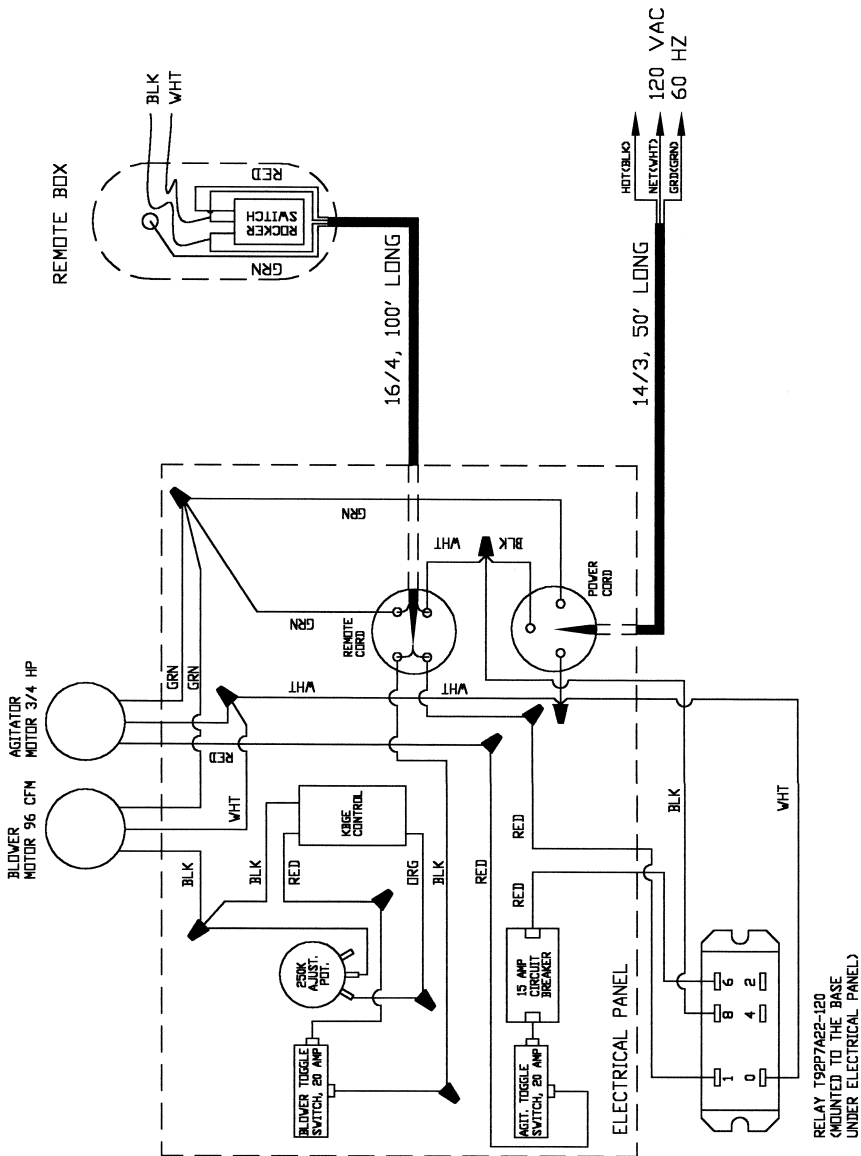 BLK
WHT
REMOTE BOX
RED
ROCKER
SWITCH
GRN
HOT(BLK)
NET(WHT)
GRD(GRN)
120 VAC
60 HZ
16/4, 100' LONG
14/3, 50' LONG
GRN
WHT
BLK
POWER
CORD
REMOTE
CORD
GRN
AGITATOR
MOTOR 3/4 HP
GRN
GRN
WHT
WHT
RED
BLOWER
MOTOR 96 CFM
WHT
BLK
KBGE
CONTROL
BLK
RED
ORG
BLK
RED
RED
RED
BLK
WHT
250K
ADJUST.
POT.
15 AMP
CIRCUIT
BREAKER
BLOWER TOGGLE
SWITCH, 20 AMP
AGIT. TOGGLE
SWITCH, 20 AMP
ELECTRICAL PANEL
6
2
8
4
1
0
RELAY T92P7A22-120
(MOUNTED TO THE BASE
UNDER ELECTRICAL PANEL)